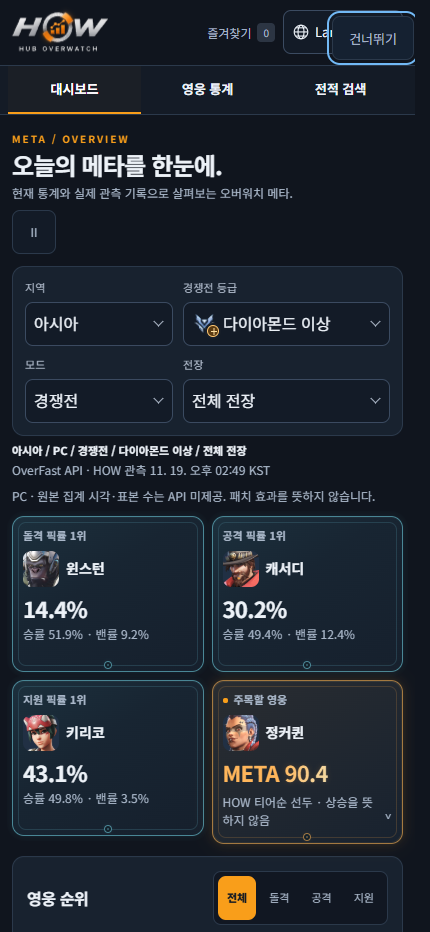 HOW
HUB OVERWATCH
즐겨찾기 0
건너뛰기
대시보드 영웅 통계 전적 검색
META / OVERVIEW
오늘의 메타를 한눈에.
현재 통계와 실제 관측 기록으로 살펴보는 오버워치 메타.
지역 경쟁전 등급
아시아 다이아몬드 이상
모드 전장
경쟁전 전체 전장
아시아 / PC / 경쟁전 / 다이아몬드 이상 / 전체 전장
OverFast API · HOW 관측 11. 19. 오후 02:49 KST
PC · 원본 집계 시각·표본 수는 API 미제공. 패치 효과를 뜻하지 않습니다.
돌격 픽률 1위
윈스턴
14.4%
승률 51.9% · 밴률 9.2%
공격 픽률 1위
캐서디
30.2%
승률 49.4% · 밴률 12.4%
지원 픽률 1위
키리코
43.1%
승률 49.8% · 밴률 3.5%
주목할 영웅
정커퀸
META 90.4
HOW 티어순 선두 · 상승을 뜻
하지 않음
영웅 순위
전체 돌격 공격 지원